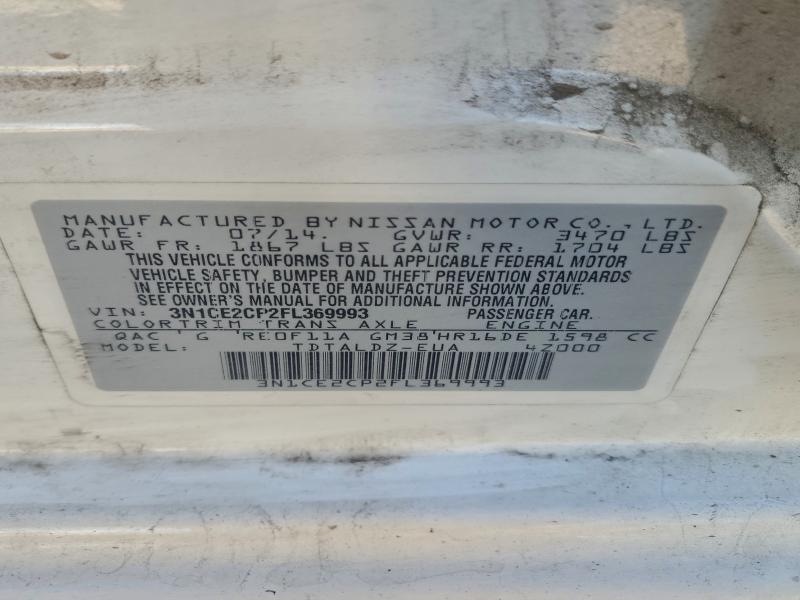 MANUFACTURED BY NISSAN MOTOR CO., LTD.
DATE: 07/14. GVWR: 3470 LBS
GAWR FR: 1867 LBS GAWR RR: 1704 LBS
THIS VEHICLE CONFORMS TO ALL APPLICABLE FEDERAL MOTOR
VEHICLE SAFETY, BUMPER AND THEFT PREVENTION STANDARDS
IN EFFECT ON THE DATE OF MANUFACTURE SHOWN ABOVE.
SEE OWNER'S MANUAL FOR ADDITIONAL INFORMATION.
VIN: 3N1CE2CP2FL369993 PASSENGER CAR.
COLOR TRIM TRANS AXLE ENGINE
QAC ' G 'RE0F11A GM38'HR16DE 1598 CC
MODEL: TDTALDZ-EUA 4Z000
3N1CE2CP2FL369993